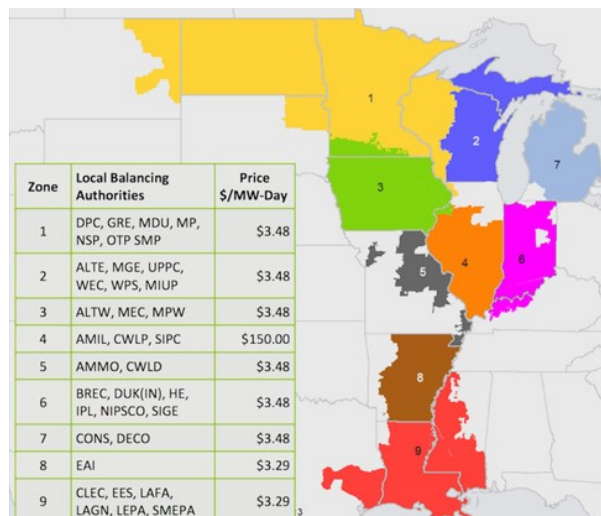 1
2
7
Zone Local Balancing Authorities Price $/MW-Day
1 DPC, GRE, MDU, MP, NSP, OTP SMP $3.48
2 ALTE, MGE, UPPC, WEC, WPS, MIUP $3.48
3 ALTW, MEC, MPW $3.48
4 AMIL, CWLP, SIPC $150.00
5 AMMO, CWLD $3.48
6 BREC, DUK(IN), HE, IPL, NIPSCO, SIGE $3.48
7 CONS, DECO $3.48
8 EAI $3.29
9 CLEC, EES, LAFA, LAGN, LEPA, SMEPA $3.29
3
4
6
5
8
9
3